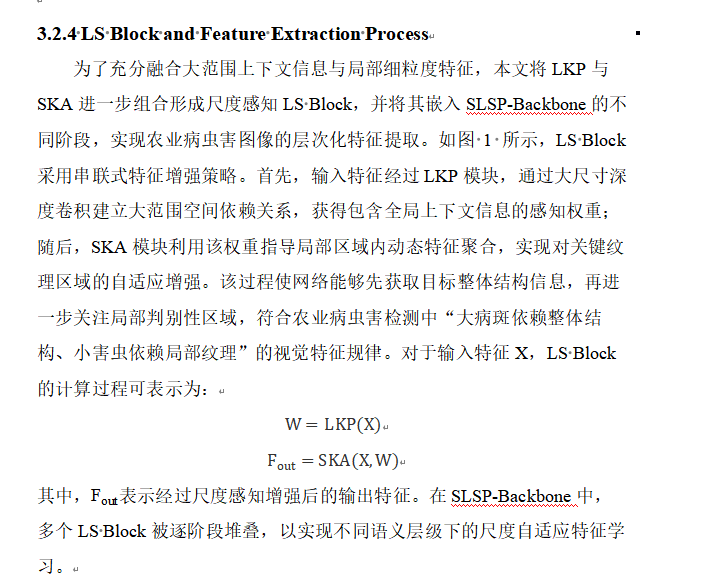 3.2.4 LS Block and Feature Extraction Process
为了充分融合大范围上下文信息与局部细粒度特征，本文将 LKP 与
SKA 进一步组合形成尺度感知 LS Block，并将其嵌入 SLSP-Backbone 的不
同阶段，实现农业病虫害图像的层次化特征提取。如图 1 所示，LS Block
采用串联式特征增强策略。首先，输入特征经过 LKP 模块，通过大尺寸深
度卷积建立大范围空间依赖关系，获得包含全局上下文信息的感知权重；
随后，SKA 模块利用该权重指导局部区域内动态特征聚合，实现对关键纹
理区域的自适应增强。该过程使网络能够先获取目标整体结构信息，再进
一步关注局部判别性区域，符合农业病虫害检测中“大病斑依赖整体结
构、小害虫依赖局部纹理”的视觉特征规律。对于输入特征 X，LS Block
的计算过程可表示为：
W = LKP(X)
F_out = SKA(X, W)
其中，F_out表示经过尺度感知增强后的输出特征。在 SLSP-Backbone 中，
多个 LS Block 被逐阶段堆叠，以实现不同语义层级下的尺度自适应特征学
习。